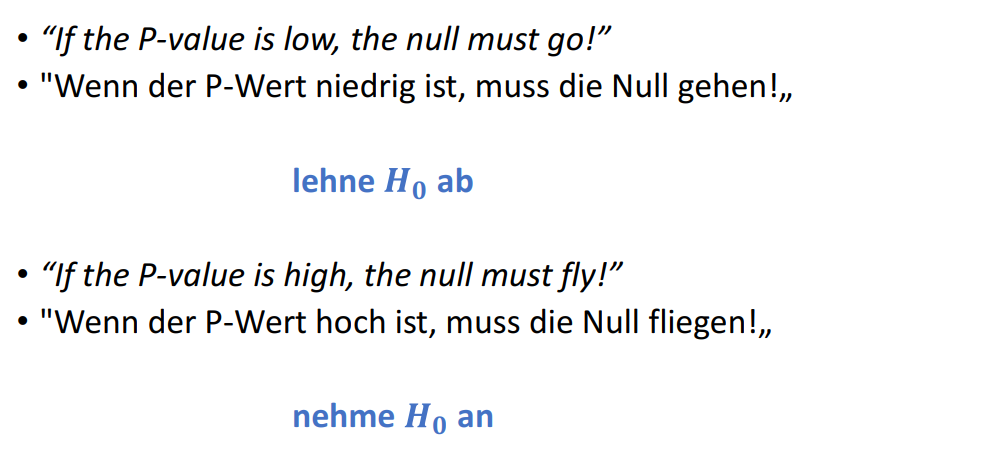 • “If the P-value is low, the null must go!”
• "Wenn der P-Wert niedrig ist, muss die Null gehen!„
lehne H₀ ab
• “If the P-value is high, the null must fly!”
• "Wenn der P-Wert hoch ist, muss die Null fliegen!„
nehme H₀ an